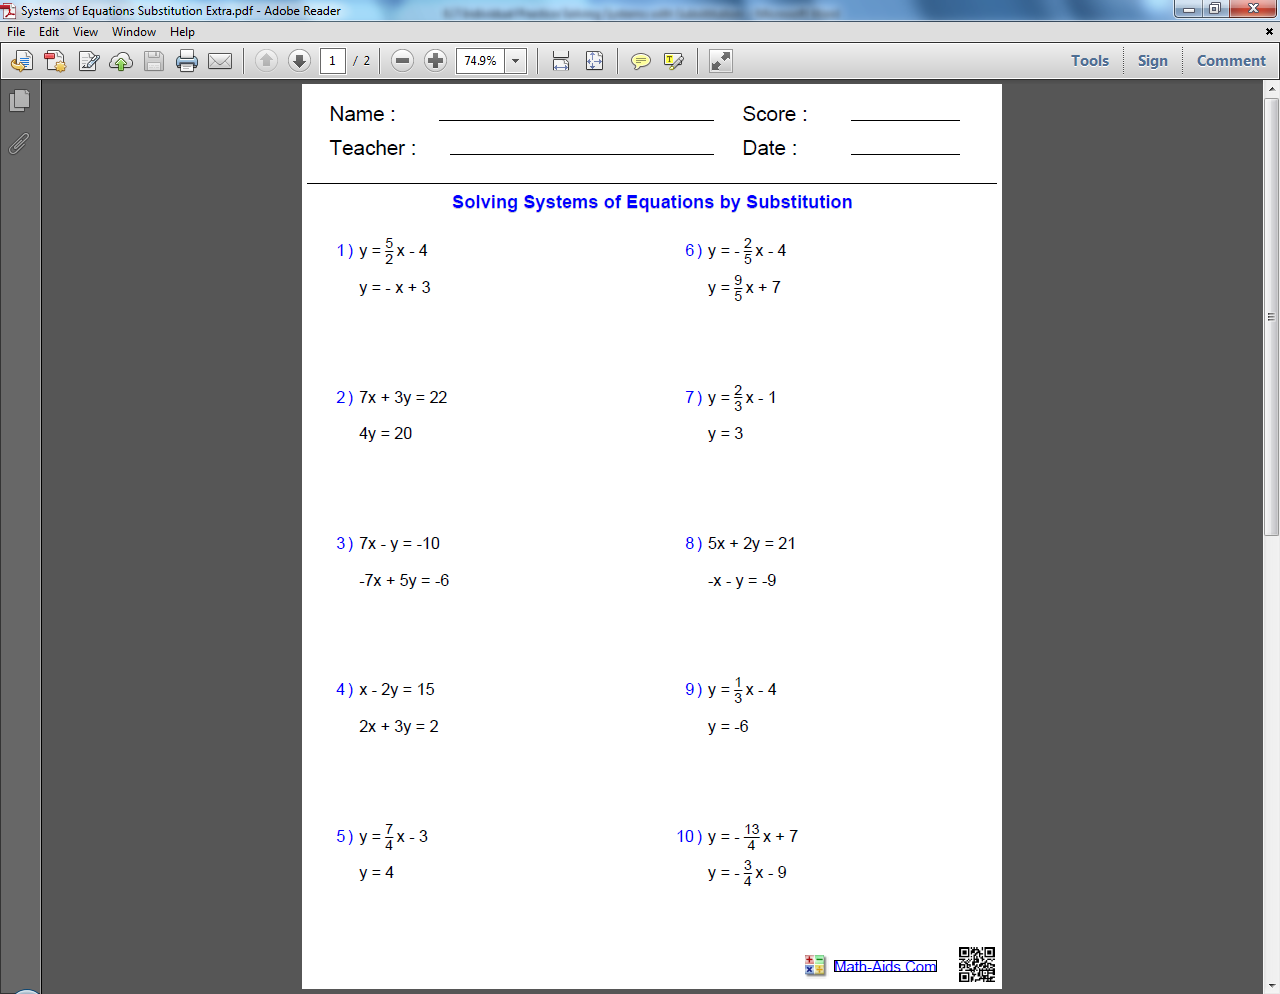 Systems of Equations Substitution Extra.pdf - Adobe Reader
File Edit View Window Help
1 / 2 74.9% Tools Sign Comment
Name : Score :
Teacher : Date :
Solving Systems of Equations by Substitution
1 ) y = 5/2 x - 4
y = - x + 3
2 ) 7x + 3y = 22
4y = 20
3 ) 7x - y = -10
-7x + 5y = -6
4 ) x - 2y = 15
2x + 3y = 2
5 ) y = 7/4 x - 3
y = 4
6 ) y = - 2/5 x - 4
y = 9/5 x + 7
7 ) y = 2/3 x - 1
y = 3
8 ) 5x + 2y = 21
-x - y = -9
9 ) y = 1/3 x - 4
y = -6
10 ) y = - 13/4 x + 7
y = - 3/4 x - 9
Math-Aids.Com